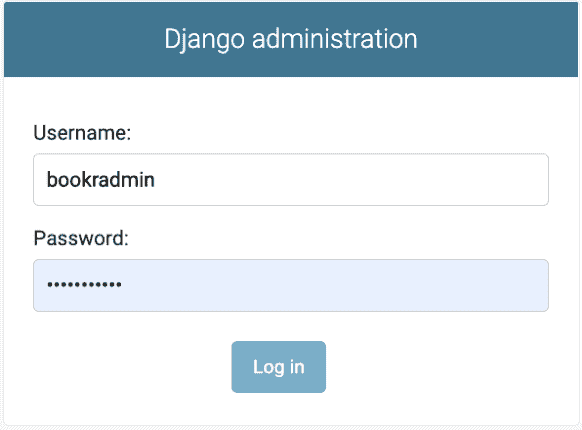 Django administration
Username:
bookradmin
Password:
•••••••••••
Log in